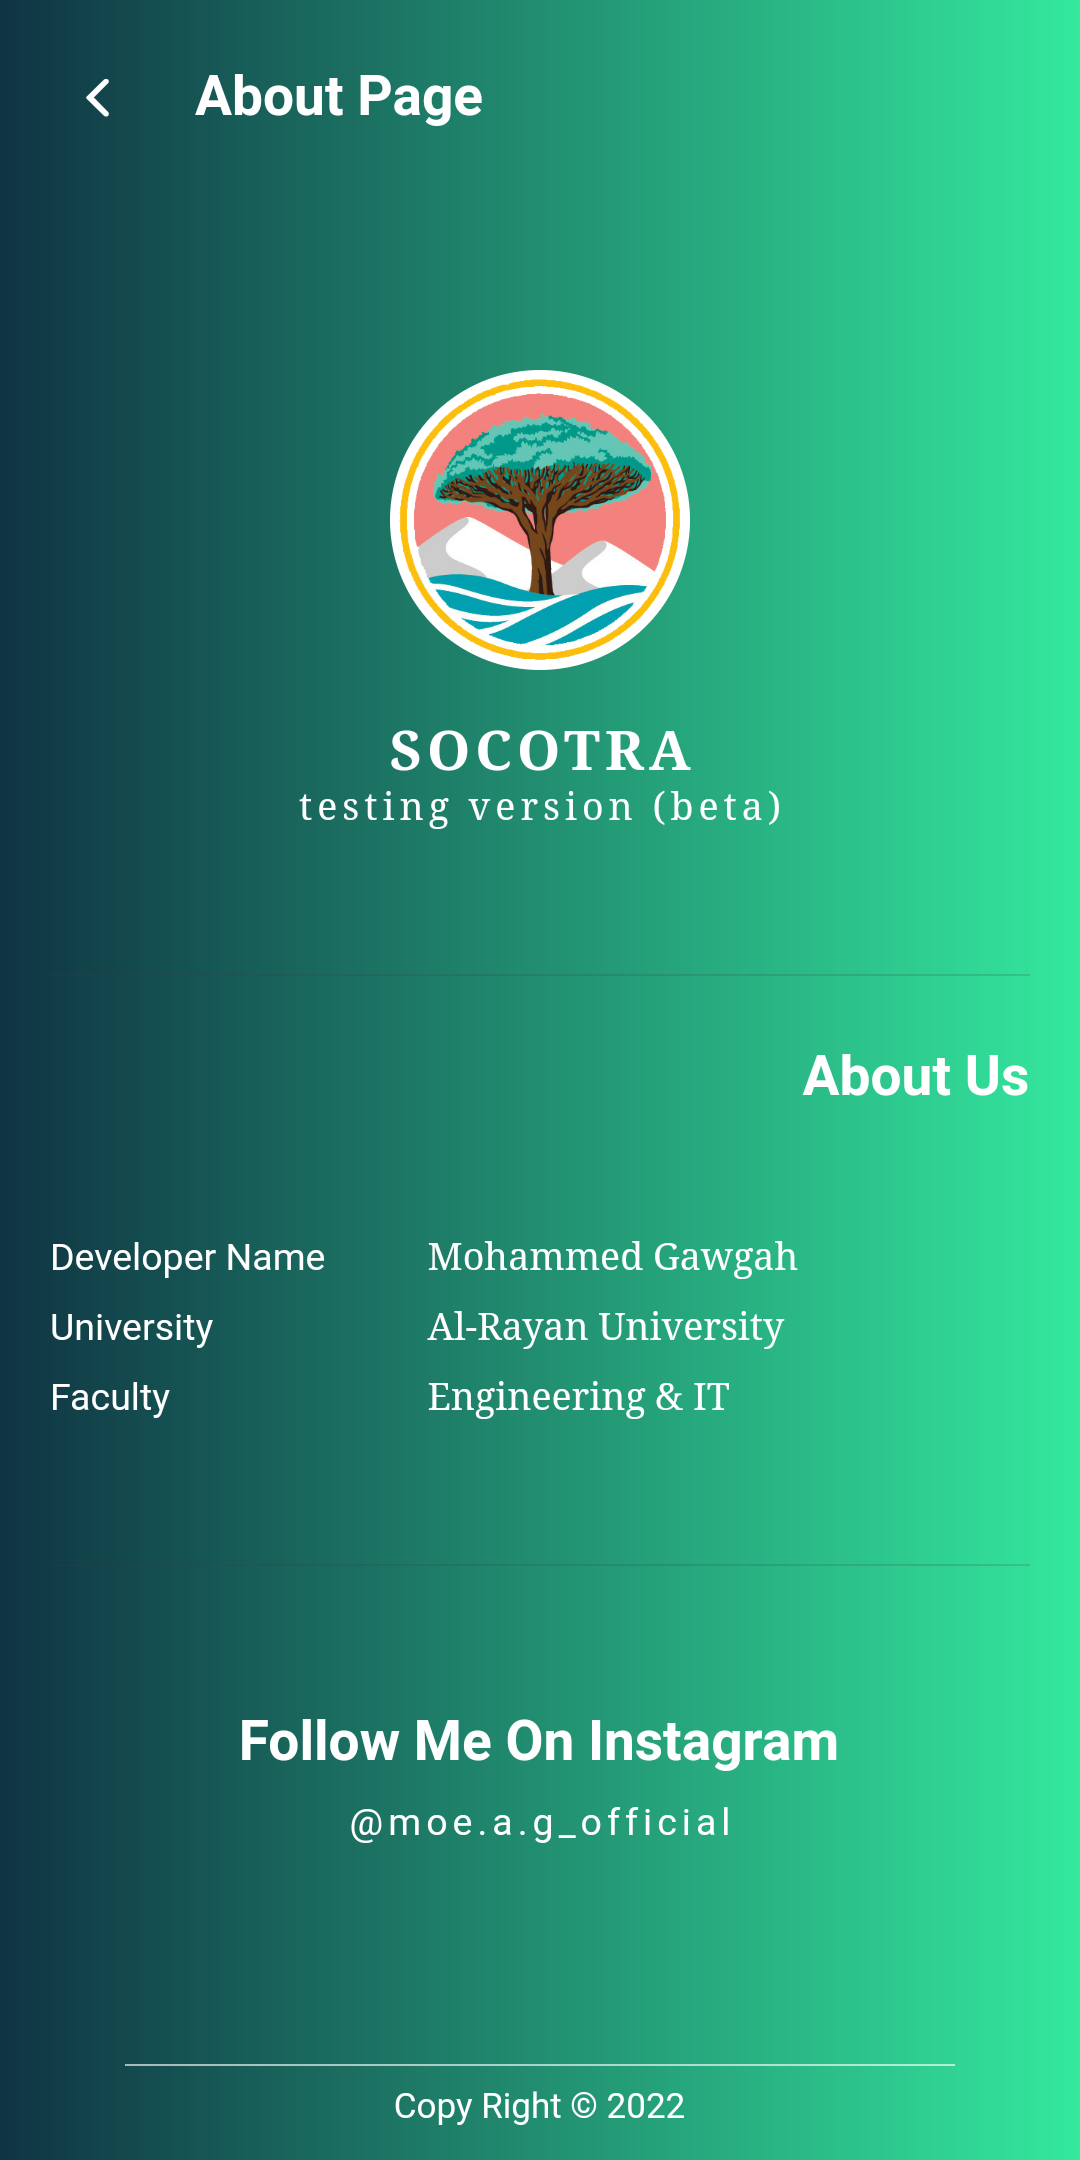 About Page
SOCOTRA
testing version (beta)
About Us
Developer Name Mohammed Gawgah
University Al-Rayan University
Faculty Engineering & IT
Follow Me On Instagram
@moe.a.g_official
Copy Right © 2022